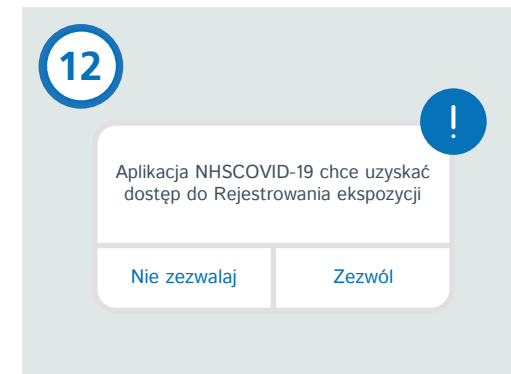 12
!
Aplikacja NHSCOVID-19 chce uzyskać
dostęp do Rejestrowania ekspozycji
Nie zezwalaj
Zezwól